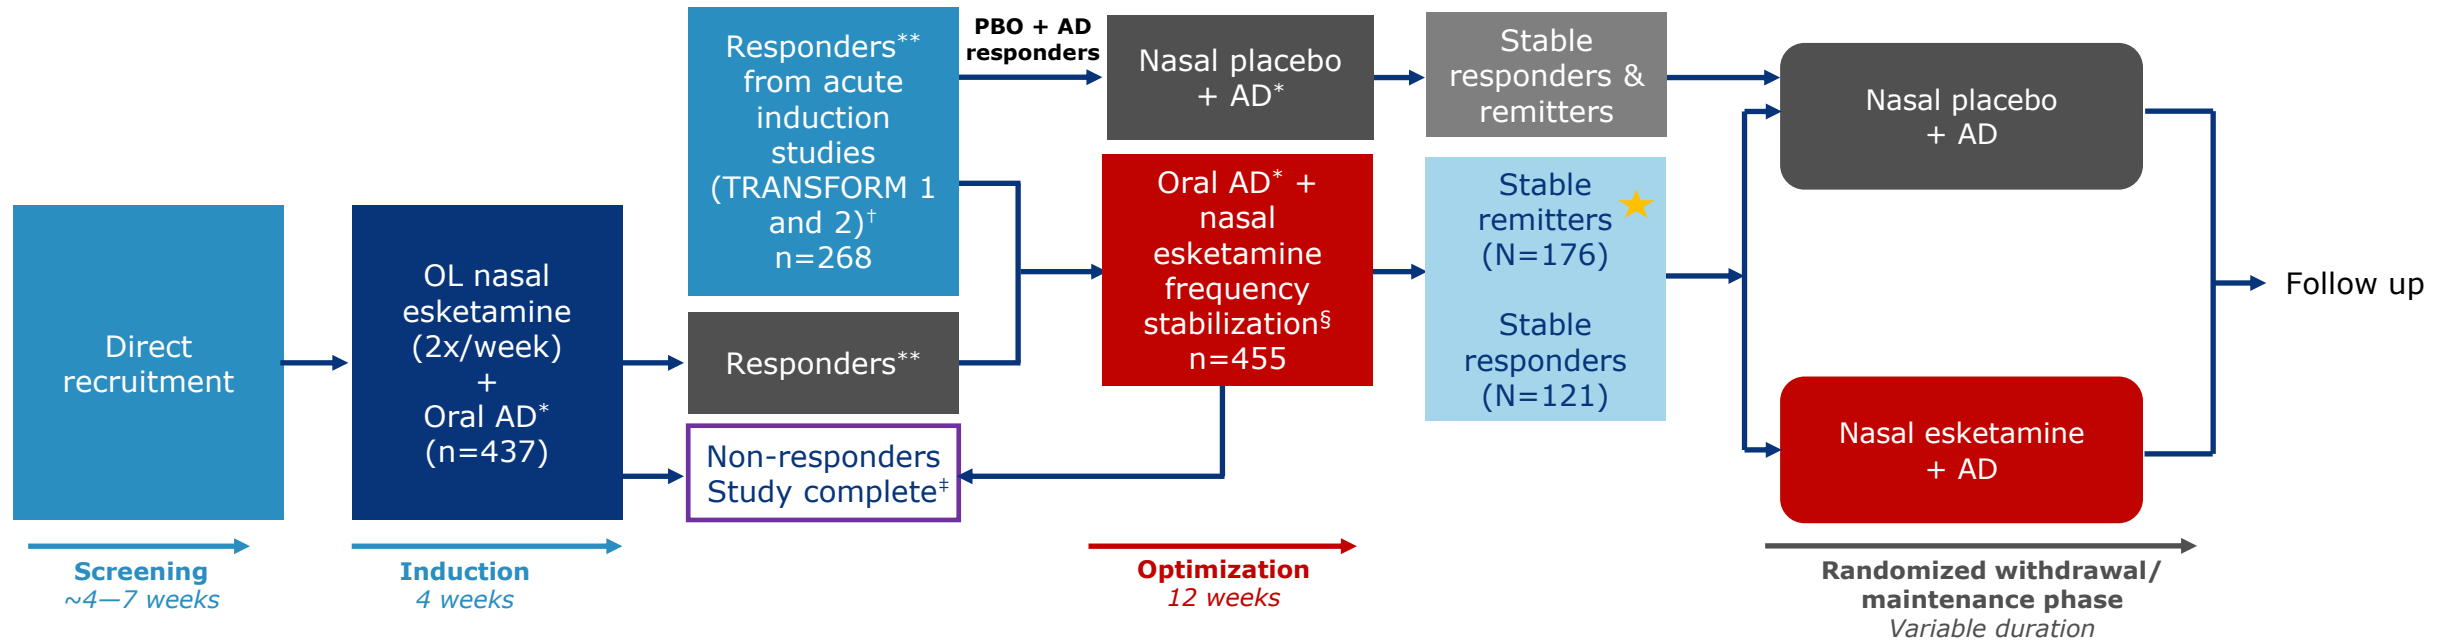 Direct
recruitment
OL nasal
esketamine
(2x/week)
+
Oral AD*
(n=437)
Responders**
from acute
induction
studies
(TRANSFORM 1
and 2)†
n=268
Responders**
Non-responders
Study complete‡
PBO + AD
responders
Nasal placebo
+ AD*
Oral AD* +
nasal
esketamine
frequency
stabilization§
n=455
Stable
responders &
remitters
Stable
remitters
(N=176)
Stable
responders
(N=121)
Nasal placebo
+ AD
Nasal esketamine
+ AD
Follow up
Screening
~4—7 weeks
Induction
4 weeks
Optimization
12 weeks
Randomized withdrawal/
maintenance phase
Variable duration